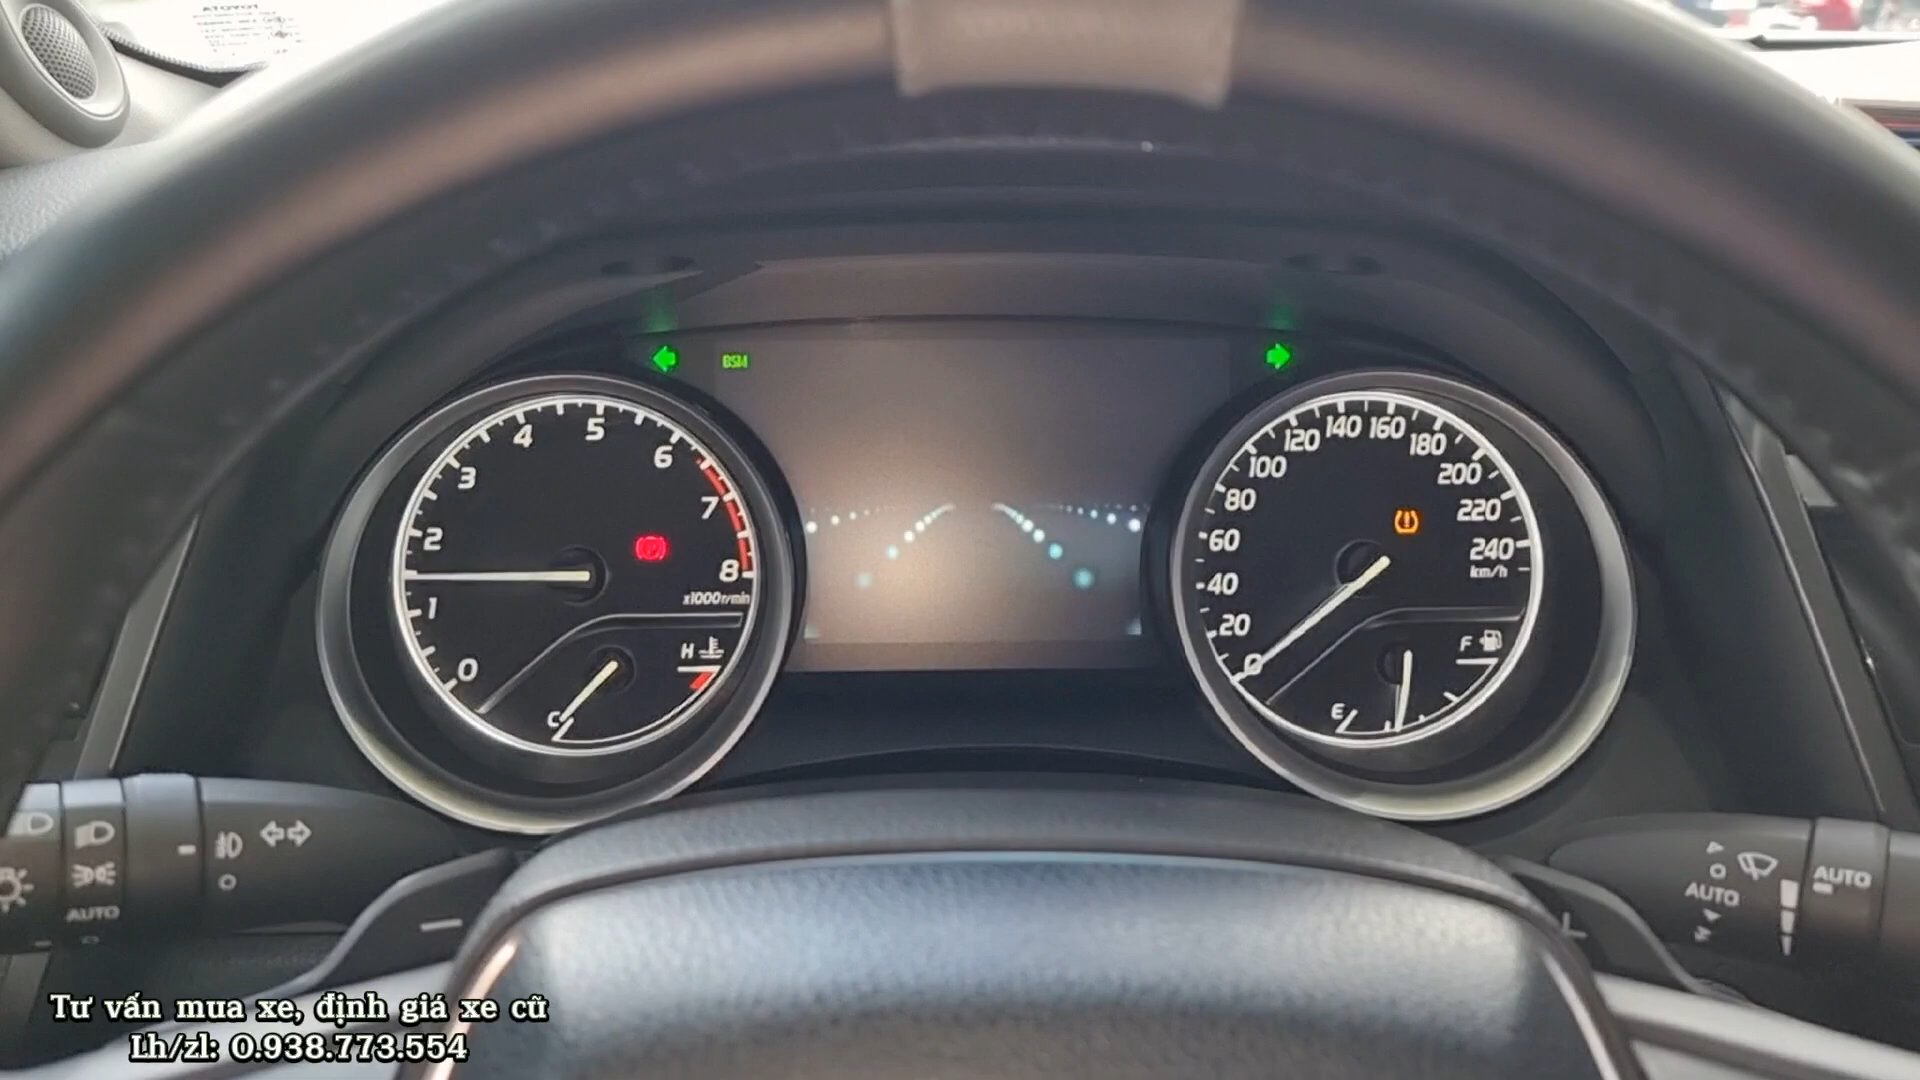 TOYOTA
BSM
0
1
2
3
4
5
6
7
8
x1000r/min
H
C
0
20
40
60
80
100
120
140
160
180
200
220
240
km/h
F
E
AUTO
AUTO
AUTO
Tư vấn mua xe, định giá xe cũ
Lh/zl: 0.938.773.554